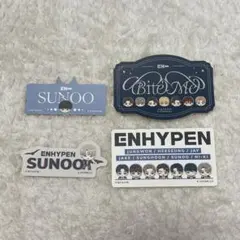 SUNOO
Bite Me
ENHYPEN
SUNOO
ENHYPEN
JUNGWON / HEESEUNG / JAY
JAKE / SUNGHOON / SUNOO / NI-KI